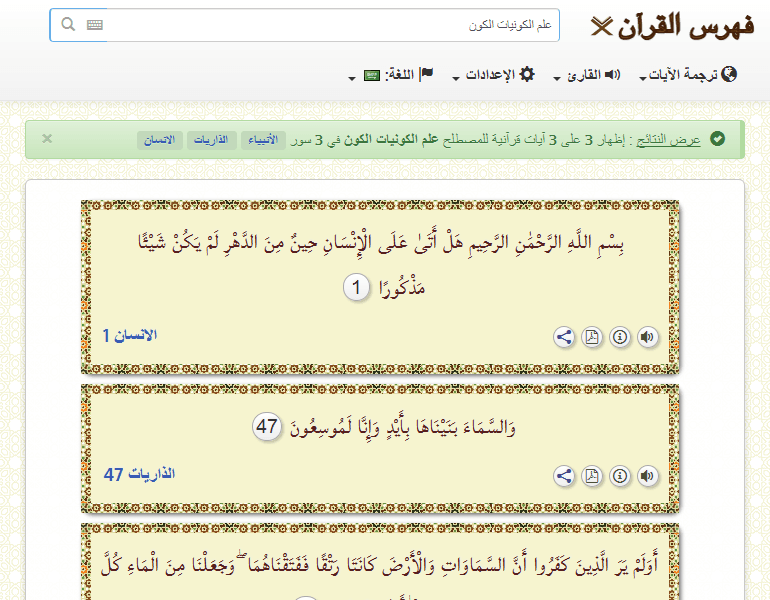 فهرس القرآن
علم الكونيات الكون
ترجمة الآيات القارئ الإعدادات اللغة:
عرض النتائج : إظهار 3 على 3 آيات قرآنية للمصطلح علم الكونيات الكون في 3 سور الأنبياء الذاريات الانسان ×
بِسْمِ اللَّهِ الرَّحْمَٰنِ الرَّحِيمِ هَلْ أَتَىٰ عَلَى الْإِنْسَانِ حِينٌ مِنَ الدَّهْرِ لَمْ يَكُنْ شَيْئًا
مَذْكُورًا 1
الانسان 1
وَالسَّمَاءَ بَنَيْنَاهَا بِأَيْدٍ وَإِنَّا لَمُوسِعُونَ 47
الذاريات 47
أَوَلَمْ يَرَ الَّذِينَ كَفَرُوا أَنَّ السَّمَاوَاتِ وَالْأَرْضَ كَانَتَا رَتْقًا فَفَتَقْنَاهُمَا ۖ وَجَعَلْنَا مِنَ الْمَاءِ كُلَّ